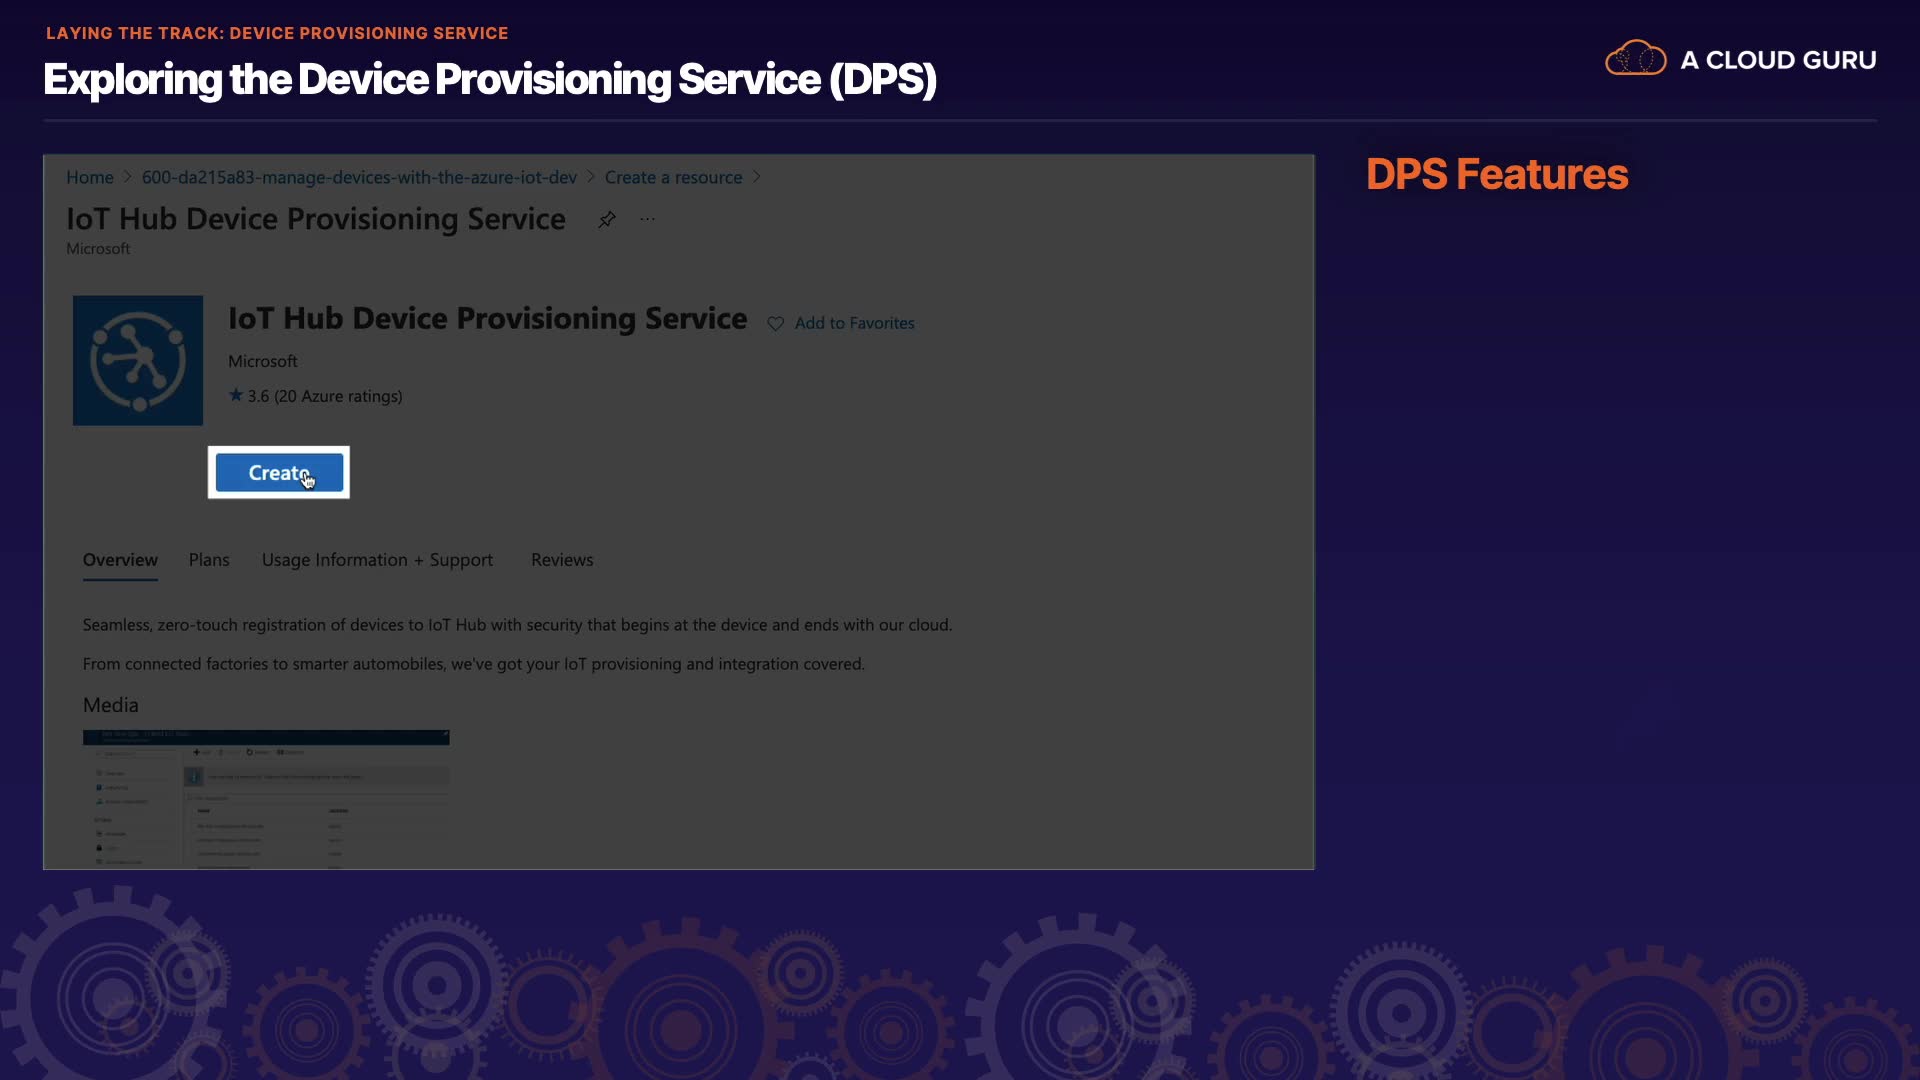 LAYING THE TRACK: DEVICE PROVISIONING SERVICE
Exploring the Device Provisioning Service (DPS)
A CLOUD GURU
Home > 600-da215a83-manage-devices-with-the-azure-iot-dev > Create a resource >
IoT Hub Device Provisioning Service ...
Microsoft
IoT Hub Device Provisioning Service Add to Favorites
Microsoft
3.6 (20 Azure ratings)
Create
Overview Plans Usage Information + Support Reviews
Seamless, zero-touch registration of devices to IoT Hub with security that begins at the device and ends with our cloud.
From connected factories to smarter automobiles, we've got your IoT provisioning and integration covered.
Media
DPS Features